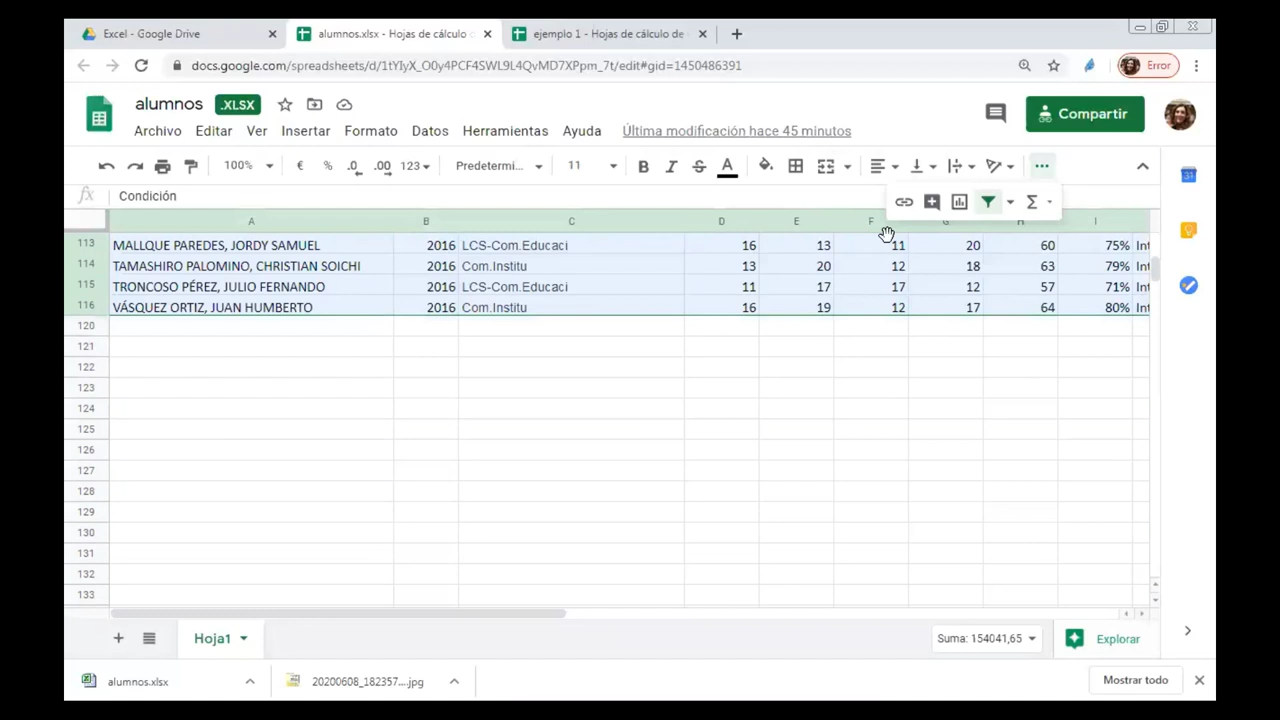 Excel - Google Drive
alumnos.xlsx - Hojas de cálculo
ejemplo 1 - Hojas de cálculo de
docs.google.com/spreadsheets/d/1tYIyX_O0y4PCF4SWL9L4QvMD7XPpm_7t/edit#gid=1450486391
Error
alumnos .XLSX
Archivo Editar Ver Insertar Formato Datos Herramientas Ayuda Última modificación hace 45 minutos
Compartir
100% € % .0 .00 123 Predetermi... 11 B I S A
31
fx Condición
A B C D E F G H I
113 MALLQUE PAREDES, JORDY SAMUEL 2016 LCS-Com.Educaci 16 13 11 20 60 75% Int
114 TAMASHIRO PALOMINO, CHRISTIAN SOICHI 2016 Com.Institu 13 20 12 18 63 79% Int
115 TRONCOSO PÉREZ, JULIO FERNANDO 2016 LCS-Com.Educaci 11 17 17 12 57 71% Int
116 VÁSQUEZ ORTIZ, JUAN HUMBERTO 2016 Com.Institu 16 19 12 17 64 80% Int
120
121
122
123
124
125
126
127
128
129
130
131
132
133
Hoja1
Suma: 154041,65
Explorar
alumnos.xlsx
20200608_182357....jpg
Mostrar todo